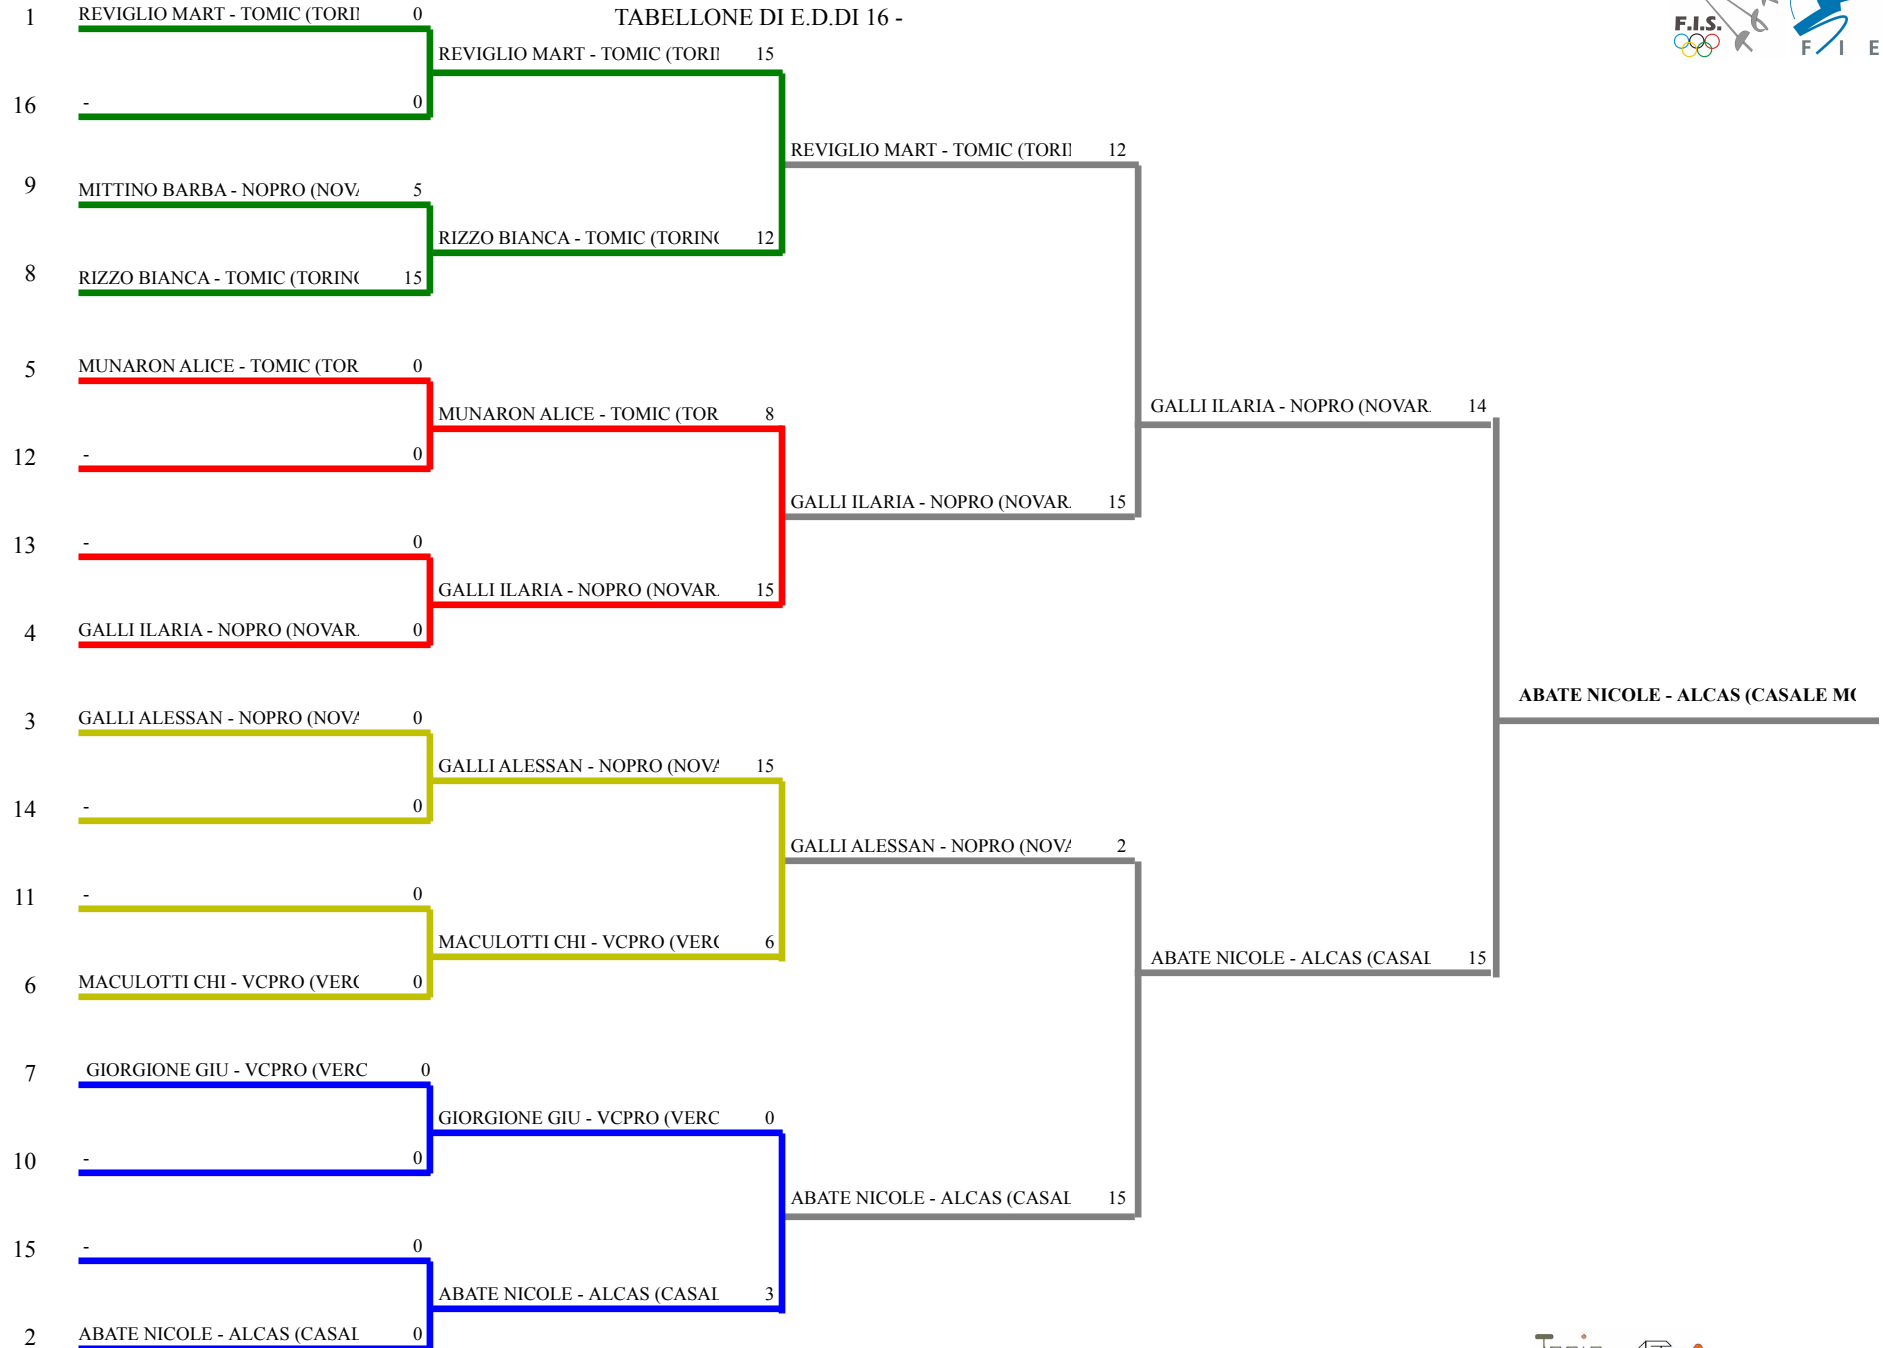 TABELLONE DI E.D.DI 16 -
F.I.S.
F I E
1 REVIGLIO MART - TOMIC (TORI 0
REVIGLIO MART - TOMIC (TORI 15
16 - 0
REVIGLIO MART - TOMIC (TORI 12
9 MITTINO BARBA - NOPRO (NOV 5
RIZZO BIANCA - TOMIC (TORIN 12
8 RIZZO BIANCA - TOMIC (TORIN 15
5 MUNARON ALICE - TOMIC (TOR 0
GALLI ILARIA - NOPRO (NOVAR 14
MUNARON ALICE - TOMIC (TOR 8
12 - 0
GALLI ILARIA - NOPRO (NOVAR 15
13 - 0
GALLI ILARIA - NOPRO (NOVAR 15
4 GALLI ILARIA - NOPRO (NOVAR 0
ABATE NICOLE - ALCAS (CASALE M
3 GALLI ALESSAN - NOPRO (NOVA 0
GALLI ALESSAN - NOPRO (NOVA 15
14 - 0
GALLI ALESSAN - NOPRO (NOVA 2
11 - 0
MACULOTTI CHI - VCPRO (VER 6
ABATE NICOLE - ALCAS (CASAL 15
6 MACULOTTI CHI - VCPRO (VER 0
7 GIORGIONE GIU - VCPRO (VERC 0
GIORGIONE GIU - VCPRO (VERC 0
10 - 0
ABATE NICOLE - ALCAS (CASAL 15
15 - 0
ABATE NICOLE - ALCAS (CASAL 3
2 ABATE NICOLE - ALCAS (CASAL 0